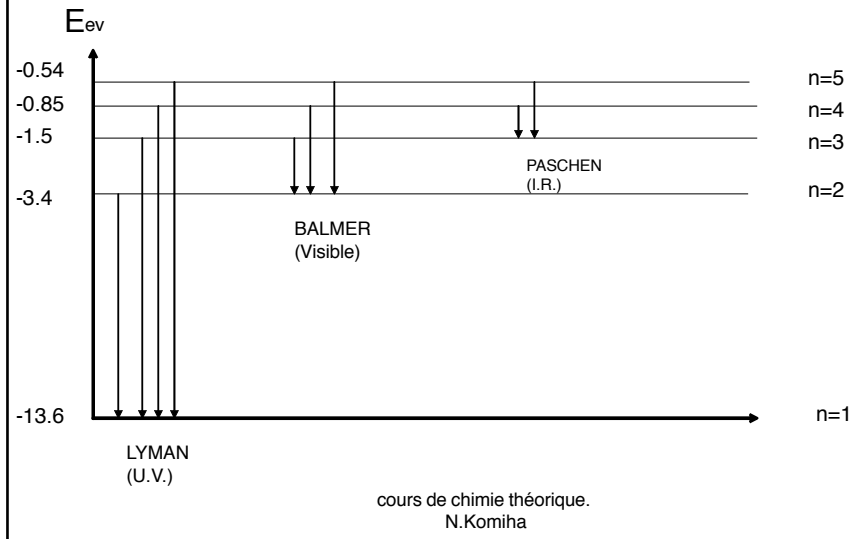 Eev
-0.54 n=5
-0.85 n=4
-1.5 n=3
PASCHEN
(I.R.)
-3.4 n=2
BALMER
(Visible)
-13.6 n=1
LYMAN
(U.V.)
cours de chimie théorique.
N.Komiha